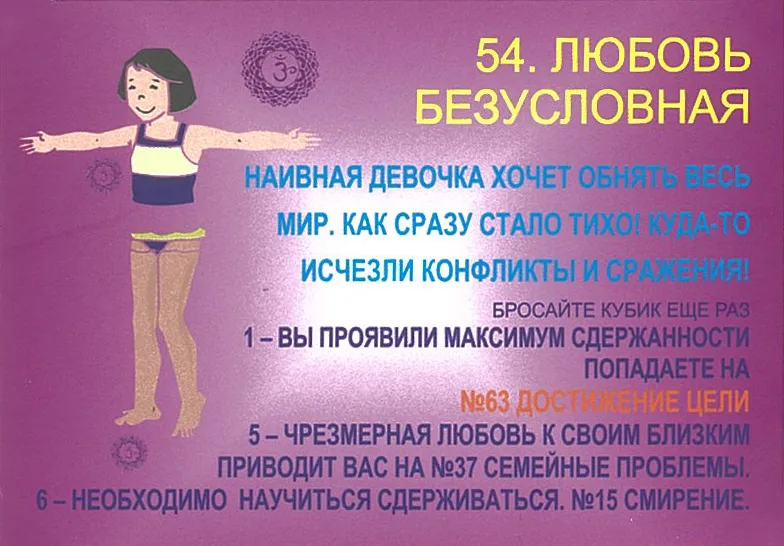 54. ЛЮБОВЬ
БЕЗУСЛОВНАЯ
НАИВНАЯ ДЕВОЧКА ХОЧЕТ ОБНЯТЬ ВЕСЬ
МИР. КАК СРАЗУ СТАЛО ТИХО! КУДА-ТО
ИСЧЕЗЛИ КОНФЛИКТЫ И СРАЖЕНИЯ!
БРОСАЙТЕ КУБИК ЕЩЕ РАЗ
1 – ВЫ ПРОЯВИЛИ МАКСИМУМ СДЕРЖАННОСТИ
ПОПАДАЕТЕ НА
№63 ДОСТИЖЕНИЕ ЦЕЛИ
5 – ЧРЕЗМЕРНАЯ ЛЮБОВЬ К СВОИМ БЛИЗКИМ
ПРИВОДИТ ВАС НА №37 СЕМЕЙНЫЕ ПРОБЛЕМЫ.
6 – НЕОБХОДИМО НАУЧИТЬСЯ СДЕРЖИВАТЬСЯ. №15 СМИРЕНИЕ.